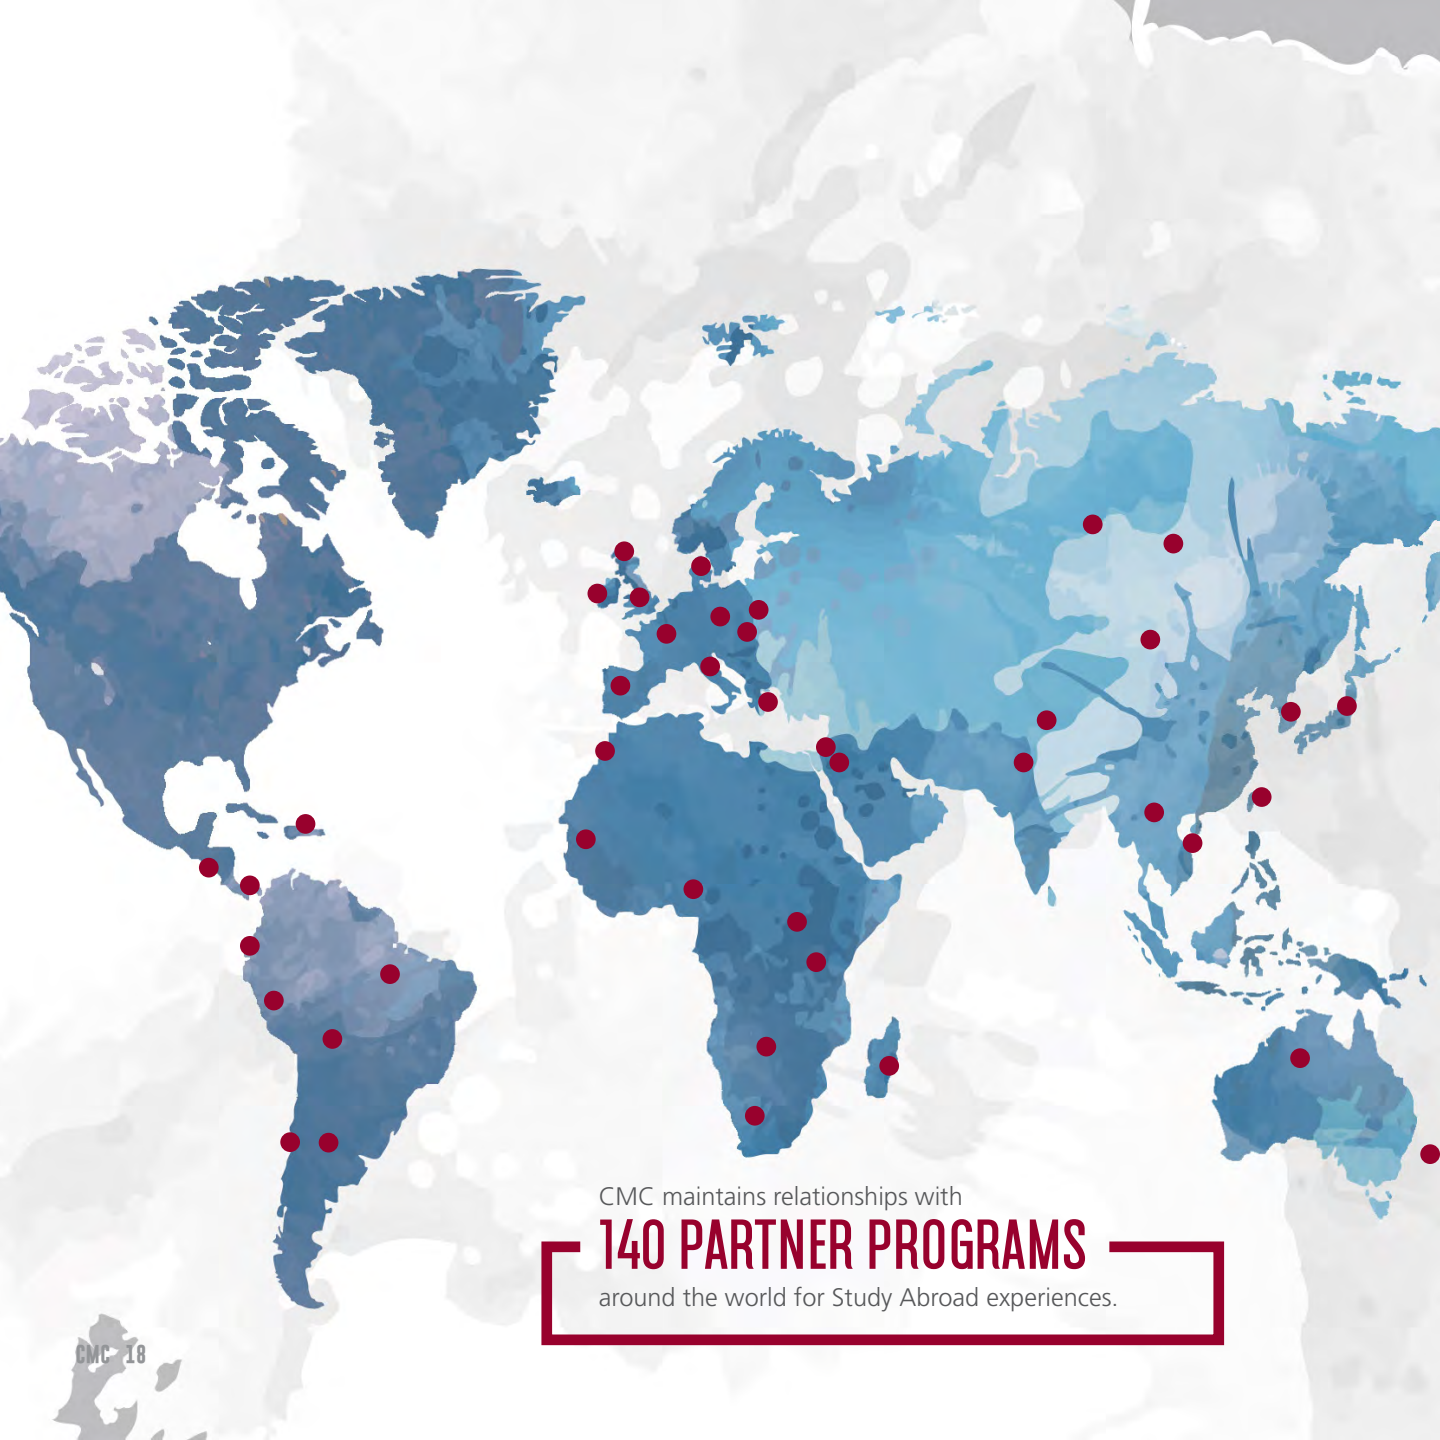 CMC maintains relationships with
140 PARTNER PROGRAMS
around the world for Study Abroad experiences.
CMC 18